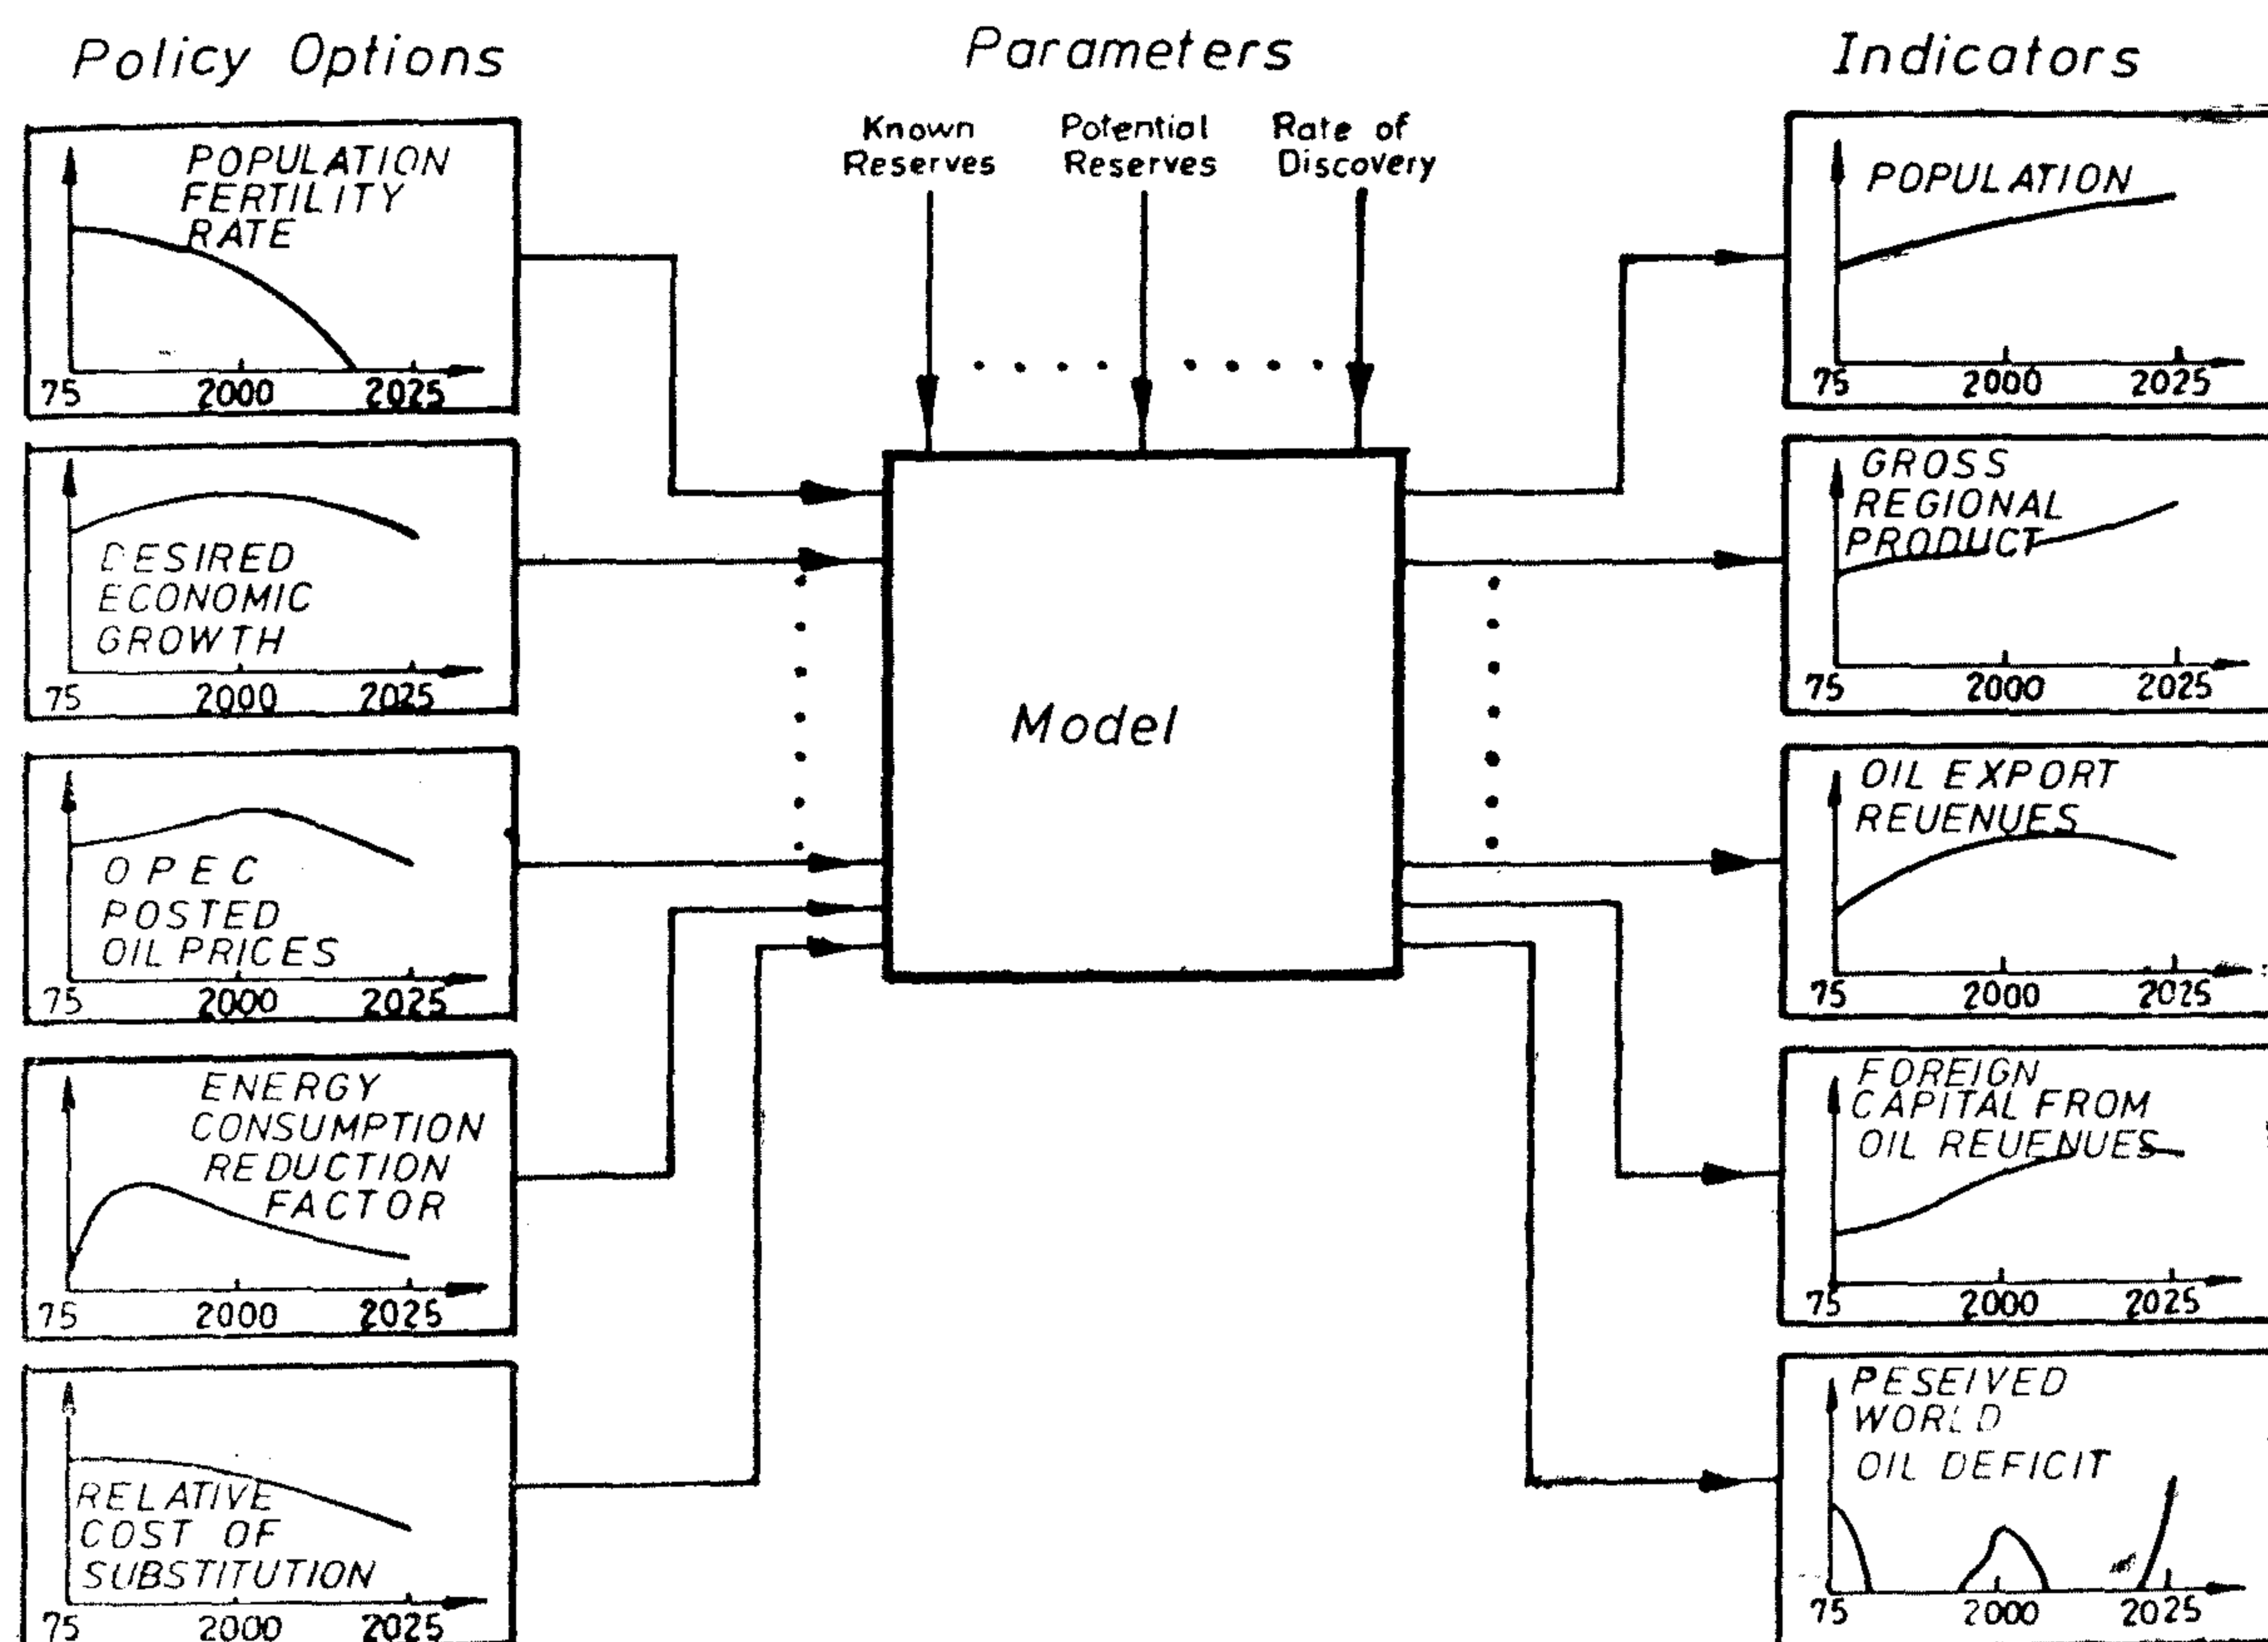 Policy Options
POPULATION
FERTILITY
RATE
75 2000 2025
DESIRED
ECONOMIC
GROWTH
75 2000 2025
OPEC
POSTED
OIL PRICES
75 2000 2025
ENERGY
CONSUMPTION
REDUCTION
FACTOR
75 2000 2025
RELATIVE
COST OF
SUBSTITUTION
75 2000 2025
Parameters
Known
Reserves
Potential
Reserves
Rate of
Discovery
Model
Indicators
POPULATION
75 2000 2025
GROSS
REGIONAL
PRODUCT
75 2000 2025
OIL EXPORT
REUENUES
75 2000 2025
FOREIGN
CAPITAL FROM
OIL REUENUES
75 2000 2025
PESEIVED
WORLD
OIL DEFICIT
75 2000 2025